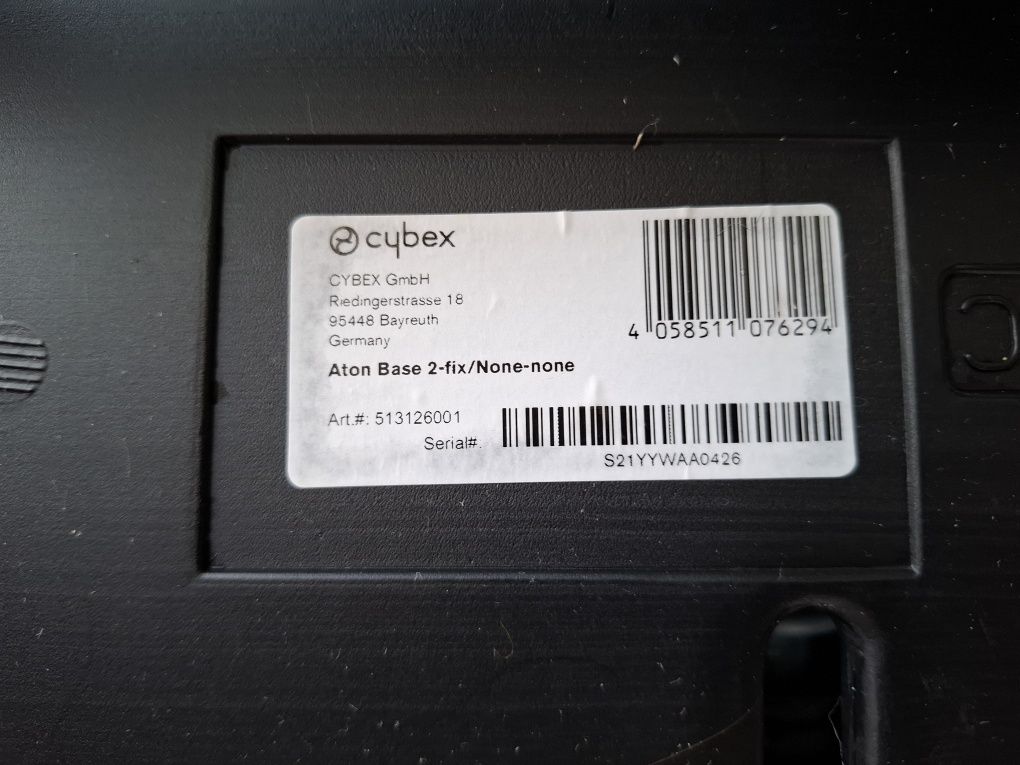 cybex
CYBEX GmbH
Riedingerstrasse 18
95448 Bayreuth
Germany
4 058511 076294
Aton Base 2-fix/None-none
Art.#: 513126001
Serial#:
S21YYWAA0426